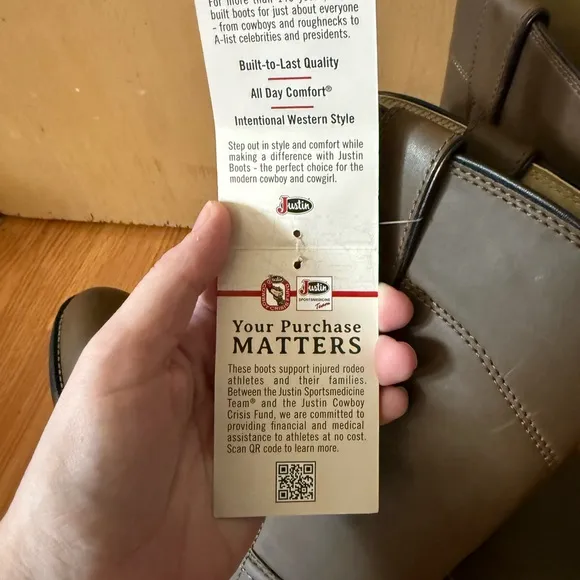 built boots for just about everyone
- from cowboys and roughnecks to
A-list celebrities and presidents.
Built-to-Last Quality
All Day Comfort®
Intentional Western Style
Step out in style and comfort while
making a difference with Justin
Boots - the perfect choice for the
modern cowboy and cowgirl.
Justin
Justin
SPORTSMEDICINE
Team
Your Purchase
MATTERS
These boots support injured rodeo
athletes and their families.
Between the Justin Sportsmedicine
Team® and the Justin Cowboy
Crisis Fund, we are committed to
providing financial and medical
assistance to athletes at no cost.
Scan QR code to learn more.